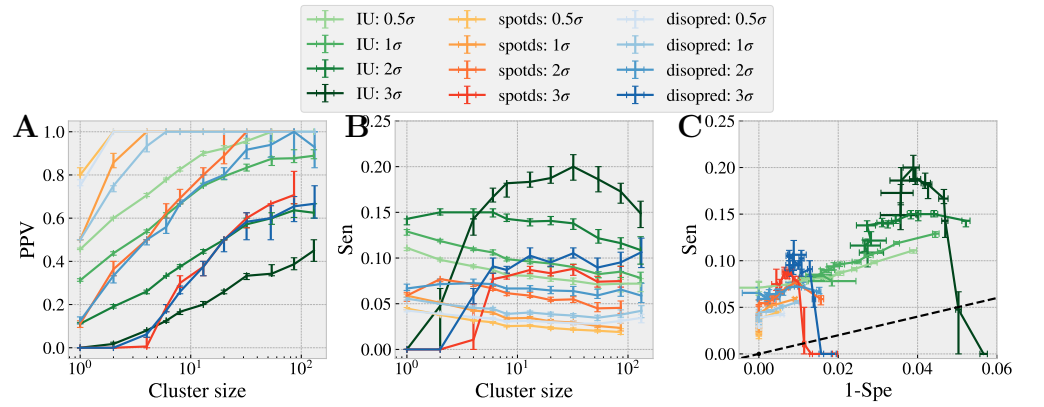 IU: 0.5σ spotds: 0.5σ disopred: 0.5σ
IU: 1σ spotds: 1σ disopred: 1σ
IU: 2σ spotds: 2σ disopred: 2σ
IU: 3σ spotds: 3σ disopred: 3σ
A
PPV
1.0
0.8
0.6
0.4
0.2
0.0
10⁰ 10¹ 10²
Cluster size
B
Sen
0.25
0.20
0.15
0.10
0.05
0.00
10⁰ 10¹ 10²
Cluster size
C
Sen
0.25
0.20
0.15
0.10
0.05
0.00
0.00 0.02 0.04 0.06
1-Spe